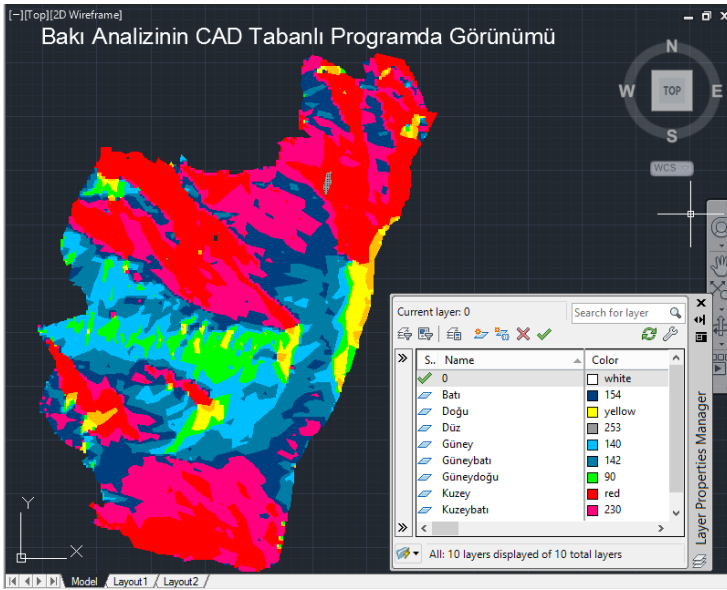 [−][Top][2D Wireframe]
Bakı Analizinin CAD Tabanlı Programda Görünümü
N
W TOP E
S
WCS
Current layer: 0
Search for layer
S.. Name Color
0 white
Batı 154
Doğu yellow
Düz 253
Güney 140
Güneybatı 142
Güneydoğu 90
Kuzey red
Kuzeybatı 230
All: 10 layers displayed of 10 total layers
Layer Properties Manager
Y
X
Model Layout1 Layout2